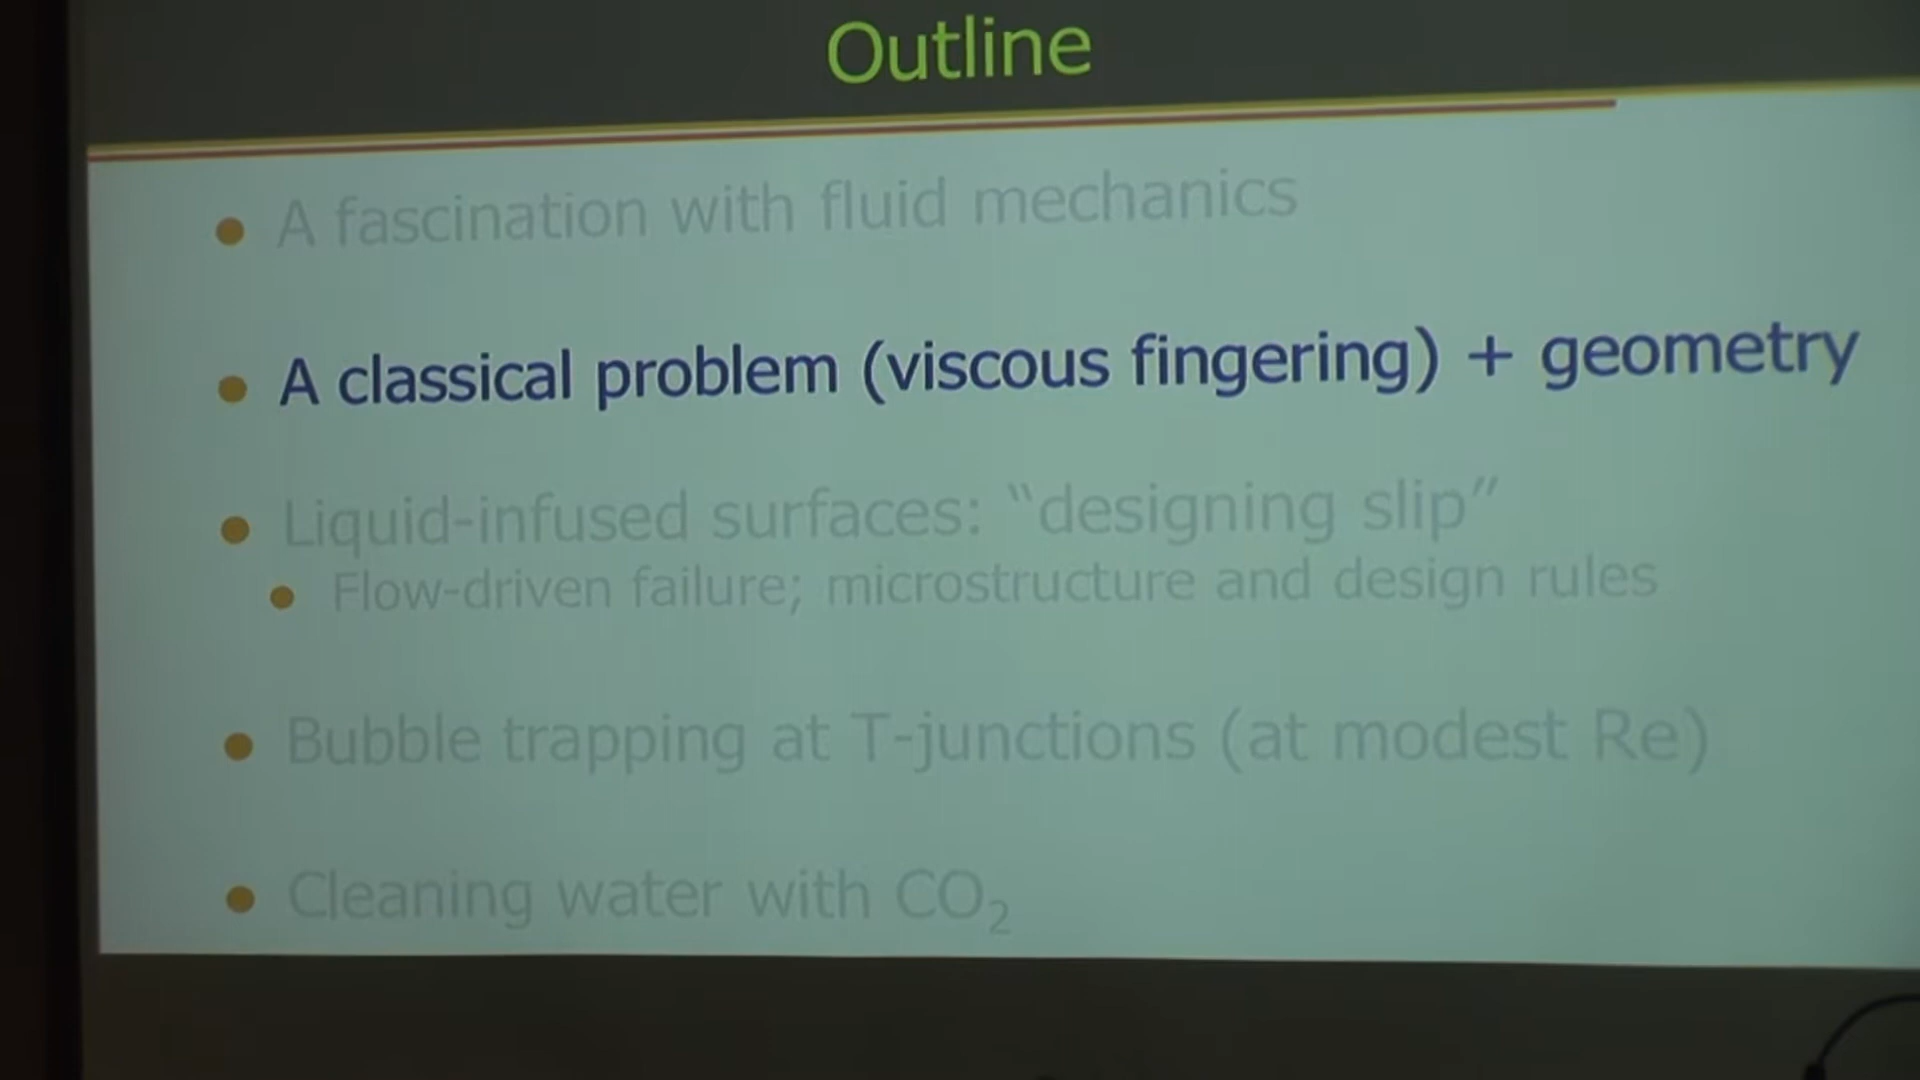 Outline
A fascination with fluid mechanics
A classical problem (viscous fingering) + geometry
Liquid-infused surfaces: “designing slip”
Flow-driven failure; microstructure and design rules
Bubble trapping at T-junctions (at modest Re)
Cleaning water with CO₂